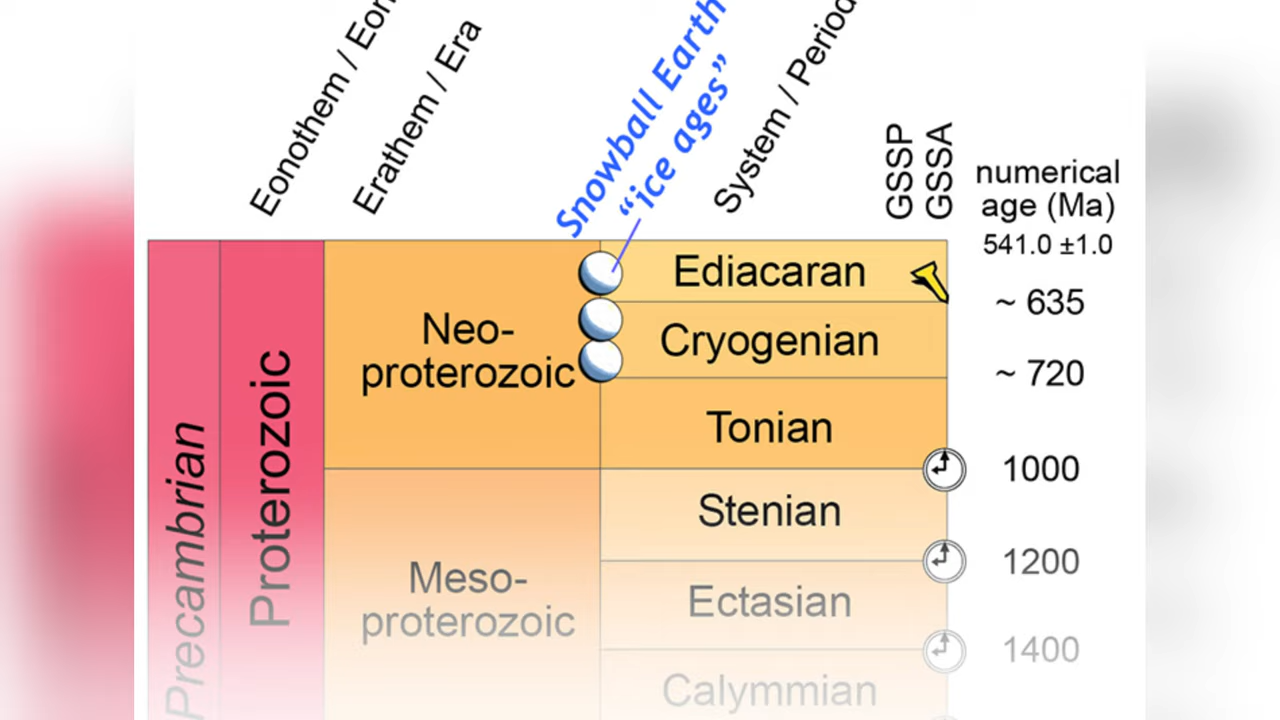 Eonothem / Eon
Erathem / Era
Snowball Earth
“ice ages”
System / Period
GSSP
GSSA
numerical
age (Ma)
541.0 ±1.0
Precambrian
Proterozoic
Neo-
proterozoic
Ediacaran
~ 635
Cryogenian
~ 720
Tonian
1000
Meso-
proterozoic
Stenian
1200
Ectasian
1400
Calymmian